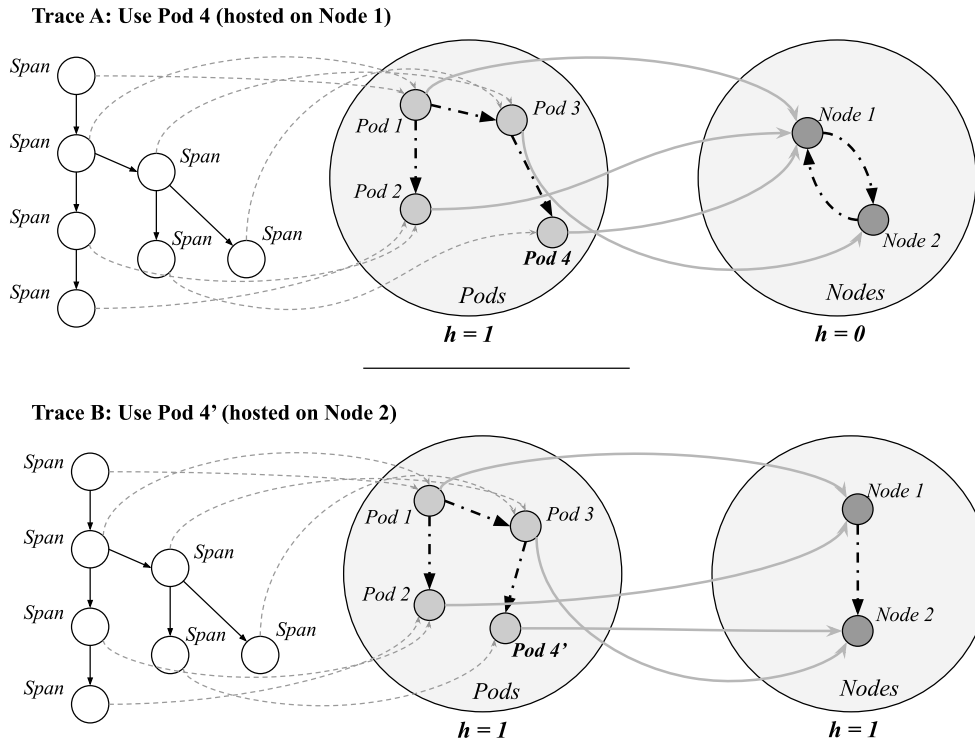 Trace A: Use Pod 4 (hosted on Node 1)
Span
Span
Span
Span
Span
Span
Span
Pod 1
Pod 3
Pod 2
Pod 4
Pods
h = 1
Node 1
Node 2
Nodes
h = 0
Trace B: Use Pod 4’ (hosted on Node 2)
Span
Span
Span
Span
Span
Span
Span
Pod 1
Pod 3
Pod 2
Pod 4’
Pods
h = 1
Node 1
Node 2
Nodes
h = 1